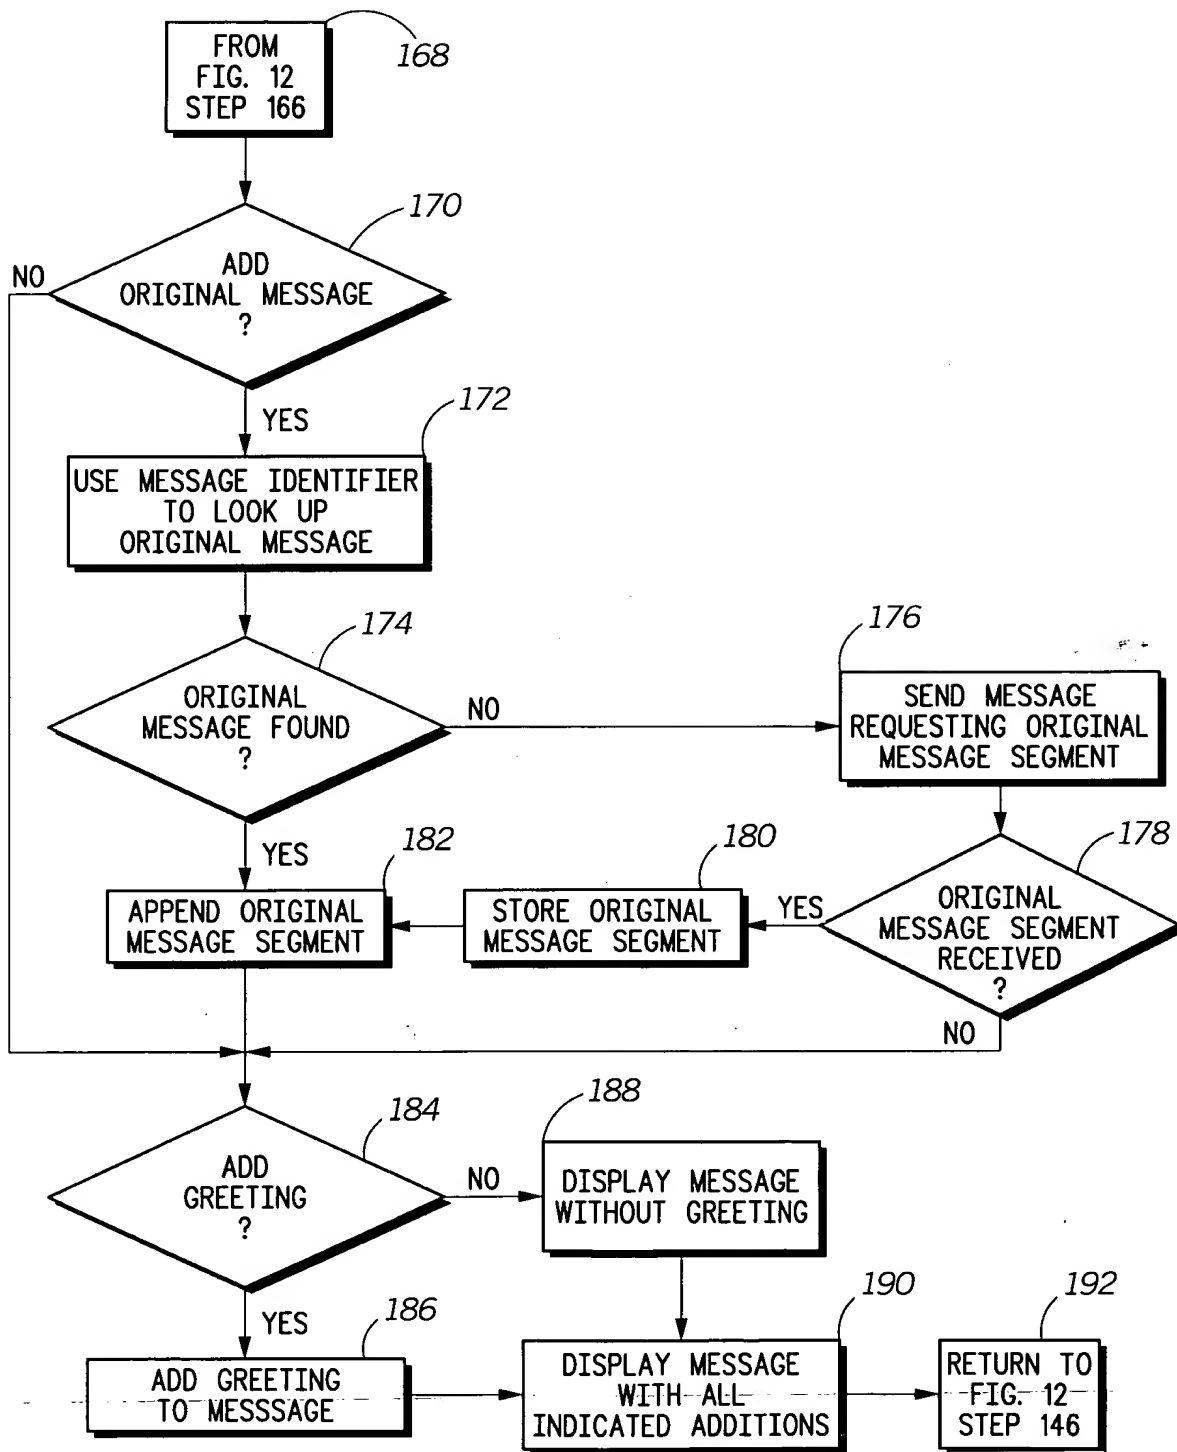 FROM
FIG. 12
STEP 166
168
170
ADD
ORIGINAL MESSAGE
?
NO
YES
172
USE MESSAGE IDENTIFIER
TO LOOK UP
ORIGINAL MESSAGE
174
ORIGINAL
MESSAGE FOUND
?
NO
176
SEND MESSAGE
REQUESTING ORIGINAL
MESSAGE SEGMENT
YES
182
APPEND ORIGINAL
MESSAGE SEGMENT
180
STORE ORIGINAL
MESSAGE SEGMENT
YES
178
ORIGINAL
MESSAGE SEGMENT
RECEIVED
?
NO
184
ADD
GREETING
?
NO
188
DISPLAY MESSAGE
WITHOUT GREETING
YES
186
ADD GREETING
TO MESSSAGE
190
DISPLAY MESSAGE
WITH ALL
INDICATED ADDITIONS
192
RETURN TO
FIG. 12
STEP 146